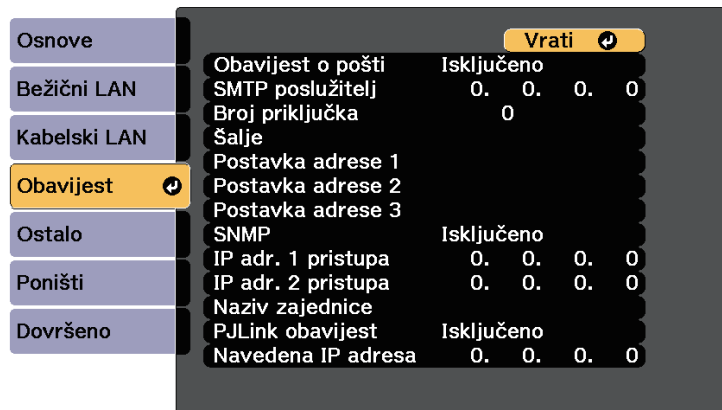 Osnove
Bežični LAN
Kabelski LAN
Obavijest
Ostalo
Poništi
Dovršeno
Vrati
Obavijest o pošti Isključeno
SMTP poslužitelj 0. 0. 0. 0
Broj priključka 0
Šalje
Postavka adrese 1
Postavka adrese 2
Postavka adrese 3
SNMP Isključeno
IP adr. 1 pristupa 0. 0. 0. 0
IP adr. 2 pristupa 0. 0. 0. 0
Naziv zajednice
PJLink obavijest Isključeno
Navedena IP adresa 0. 0. 0. 0